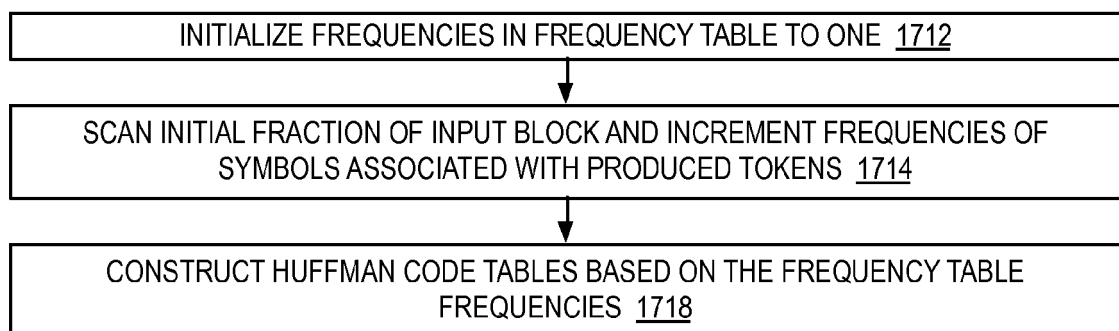 INITIALIZE FREQUENCIES IN FREQUENCY TABLE TO ONE 1712
SCAN INITIAL FRACTION OF INPUT BLOCK AND INCREMENT FREQUENCIES OF
SYMBOLS ASSOCIATED WITH PRODUCED TOKENS 1714
CONSTRUCT HUFFMAN CODE TABLES BASED ON THE FREQUENCY TABLE
FREQUENCIES 1718